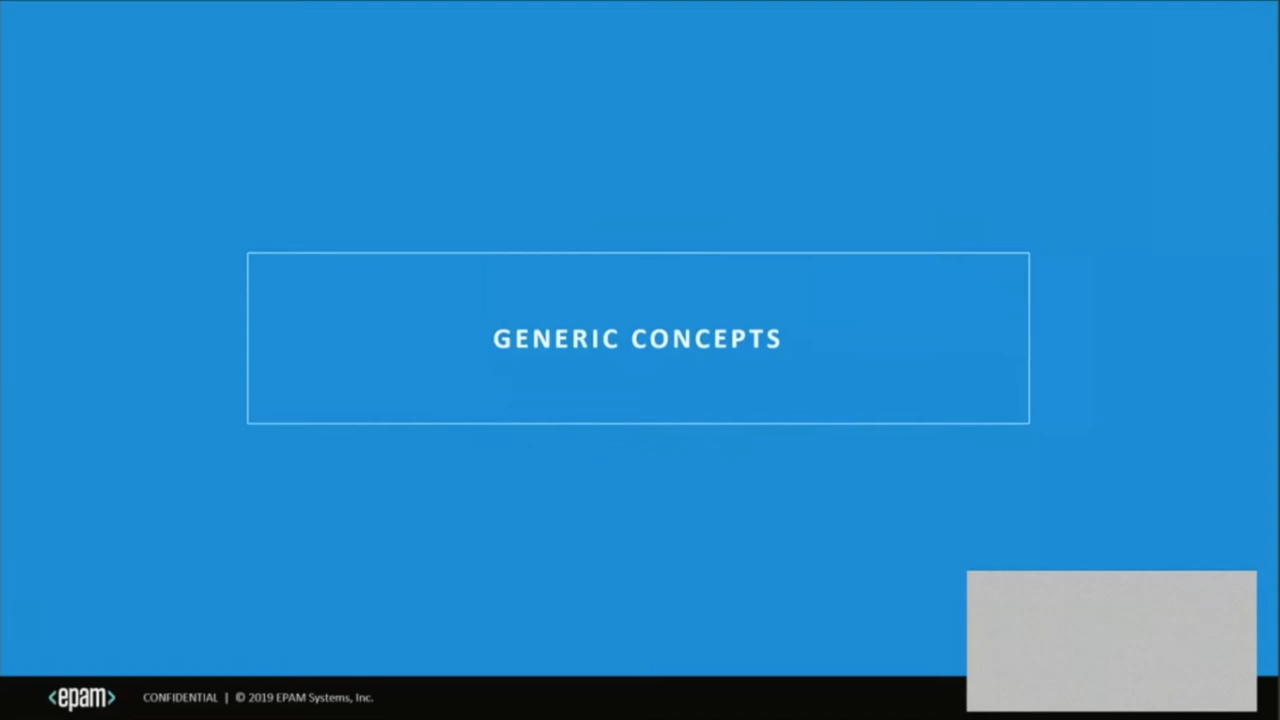 GENERIC CONCEPTS
<epam> CONFIDENTIAL | © 2019 EPAM Systems, Inc.